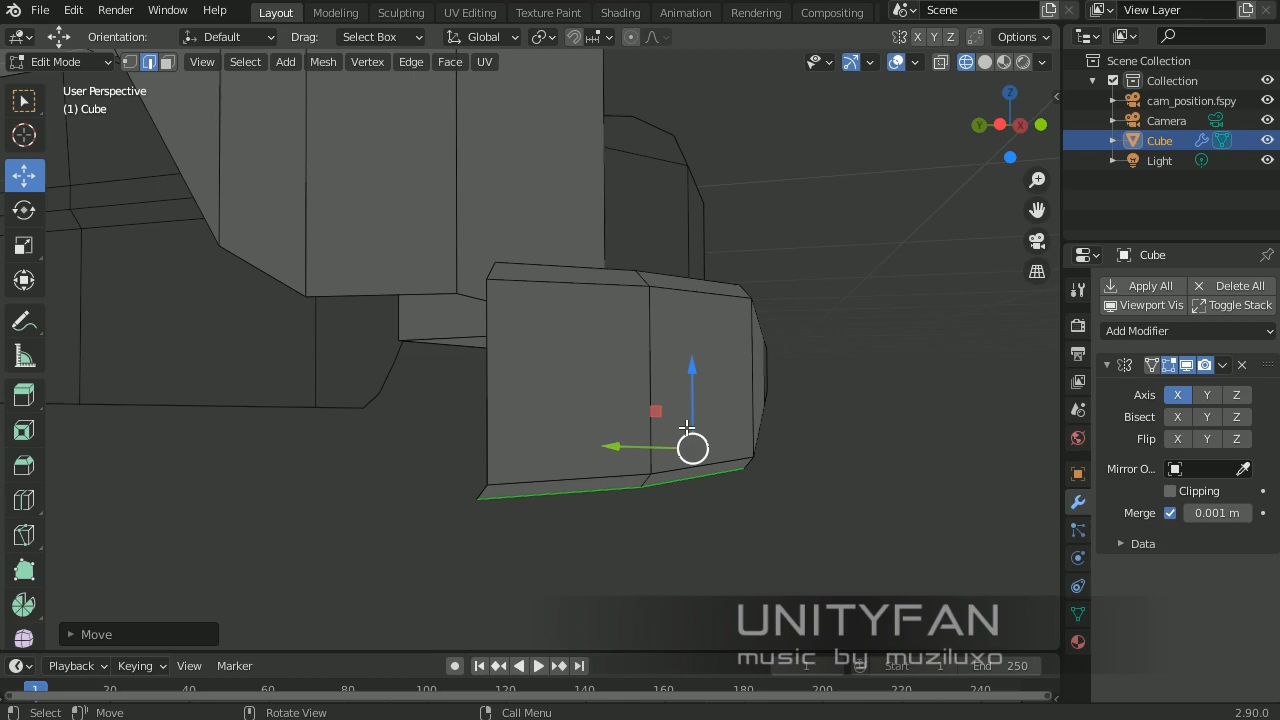 File Edit Render Window Help Layout Modeling Sculpting UV Editing Texture Paint Shading Animation Rendering Compositing Scene View Layer
Orientation: Default Drag: Select Box Global X Y Z Options
Edit Mode View Select Add Mesh Vertex Edge Face UV
User Perspective
(1) Cube
Z
Y
X
Scene Collection
Collection
cam_position.fspy
Camera
Cube
Light
Cube
Apply All Delete All
Viewport Vis Toggle Stack
Add Modifier
Axis X Y Z
Bisect X Y Z
Flip X Y Z
Mirror O...
Clipping
Merge 0.001 m
Data
Move
UNITYFAN
music by muziluxo
Playback Keying View Marker 1 Start 1 End 250
1 20 40 60 80 100 120 140 160 180 200 220 240
Select Move Rotate View Call Menu 2.90.0